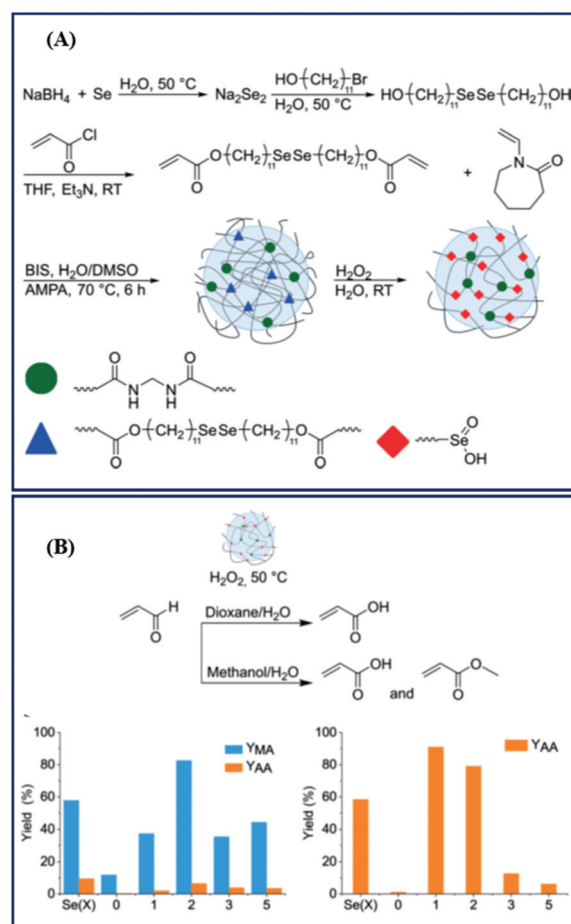 (A)
NaBH4 + Se
H2O, 50 °C
Na2Se2
HO(CH2)11Br
H2O, 50 °C
HO(CH2)11SeSe(CH2)11OH
Cl
O
THF, Et3N, RT
O(CH2)11SeSe(CH2)11O
O
O
+
N
O
BIS, H2O/DMSO
AMPA, 70 °C, 6 h
H2O2
H2O, RT
O
O
N
H
N
H
O(CH2)11SeSe(CH2)11O
O
O
O
Se
OH
(B)
H2O2, 50 °C
H
O
Dioxane/H2O
OH
O
Methanol/H2O
OH
O
and
O
O
Yield (%)
100
80
60
40
20
0
YMA
YAA
Se(X) 0 1 2 3 5
Yield (%)
100
80
60
40
20
0
YAA
Se(X) 0 1 2 3 5